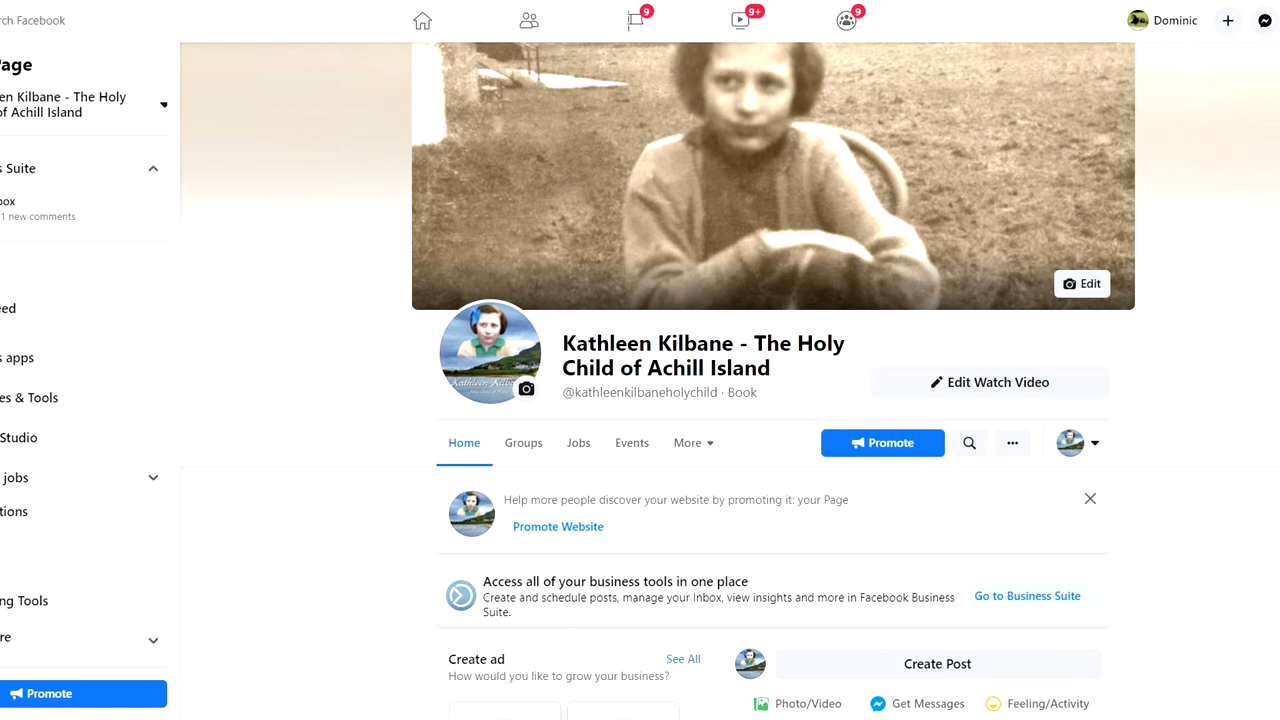 rch Facebook
9
9+
9
Dominic
age
en Kilbane - The Holy
of Achill Island
s Suite
ox
1 new comments
eed
s apps
es & Tools
Studio
jobs
tions
ng Tools
re
Promote
Edit
Kathleen Kilbane - The Holy
Child of Achill Island
@kathleenkilbaneholychild · Book
Edit Watch Video
Home
Groups
Jobs
Events
More
Promote
Help more people discover your website by promoting it: your Page
Promote Website
Access all of your business tools in one place
Create and schedule posts, manage your Inbox, view insights and more in Facebook Business
Suite.
Go to Business Suite
Create ad
See All
How would you like to grow your business?
Create Post
Photo/Video
Get Messages
Feeling/Activity